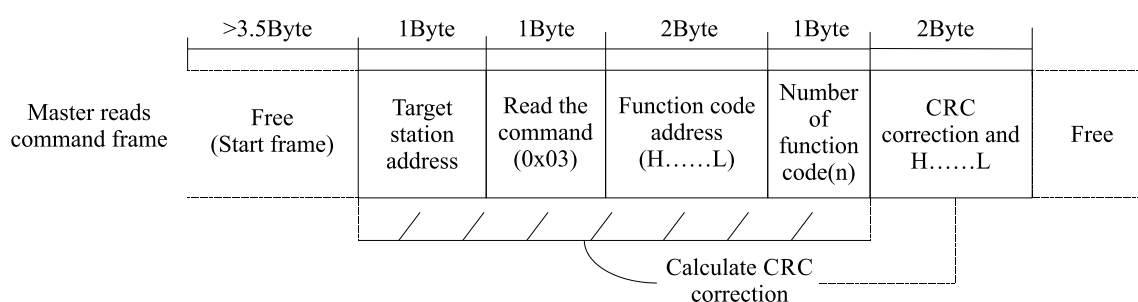 >3.5Byte 1Byte 1Byte 2Byte 1Byte 2Byte
Master reads
command frame
Free
(Start frame)
Target
station
address
Read the
command
(0x03)
Function code
address
(H......L)
Number
of
function
code(n)
CRC
correction and
H......L
Free
Calculate CRC
correction